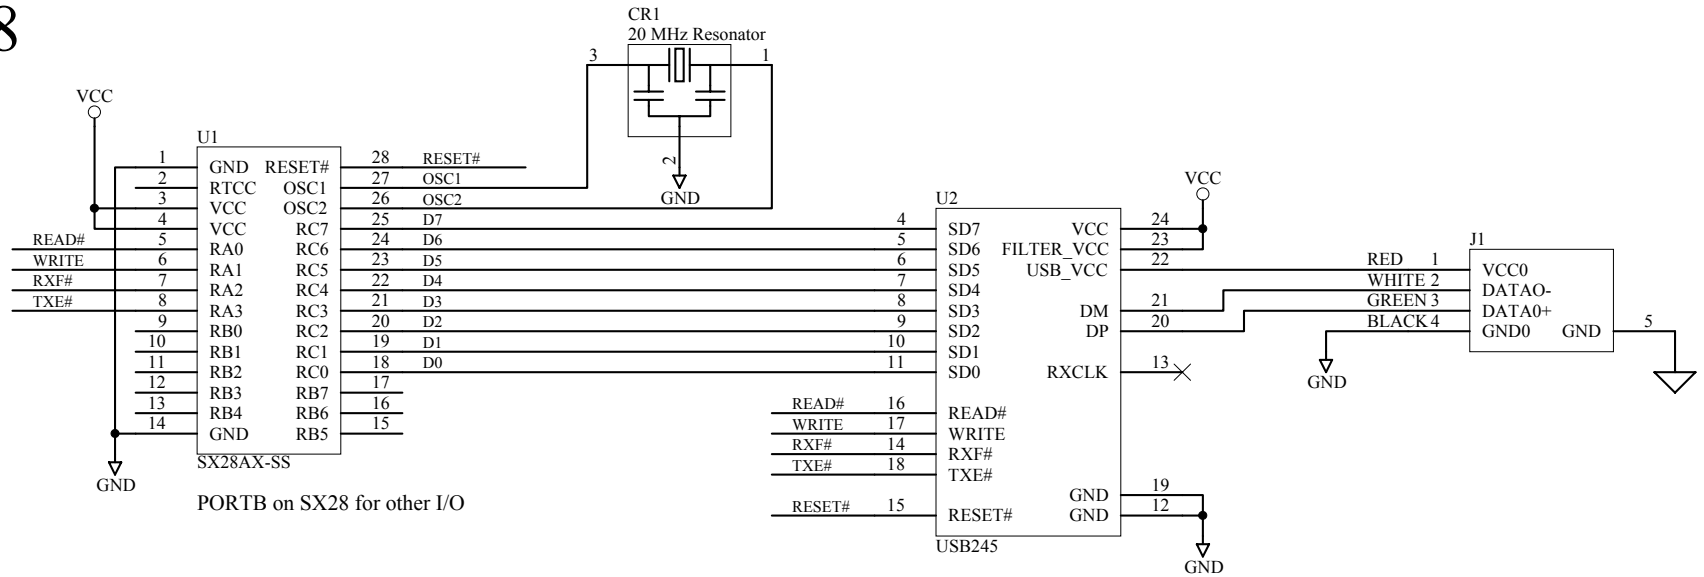 8
CR1
20 MHz Resonator
3 1
2
GND
VCC
U1
1 GND RESET# 28 RESET#
2 RTCC OSC1 27 OSC1
3 VCC OSC2 26 OSC2
4 VCC RC7 25 D7
READ# 5 RA0 RC6 24 D6
WRITE 6 RA1 RC5 23 D5
RXF# 7 RA2 RC4 22 D4
TXE# 8 RA3 RC3 21 D3
9 RB0 RC2 20 D2
10 RB1 RC1 19 D1
11 RB2 RC0 18 D0
12 RB3 RB7 17
13 RB4 RB6 16
14 GND RB5 15
SX28AX-SS
GND
PORTB on SX28 for other I/O
VCC
U2
4 SD7 VCC 24
5 SD6 FILTER_VCC 23
6 SD5 USB_VCC 22
7 SD4
8 SD3 DM 21
9 SD2 DP 20
10 SD1
11 SD0 RXCLK 13
READ# 16 READ#
WRITE 17 WRITE
RXF# 14 RXF#
TXE# 18 TXE#
GND 19
RESET# 15 RESET# GND 12
USB245
GND
J1
RED 1 VCC0
WHITE 2 DATAO-
GREEN 3 DATA0+
BLACK 4 GND0 GND 5
GND